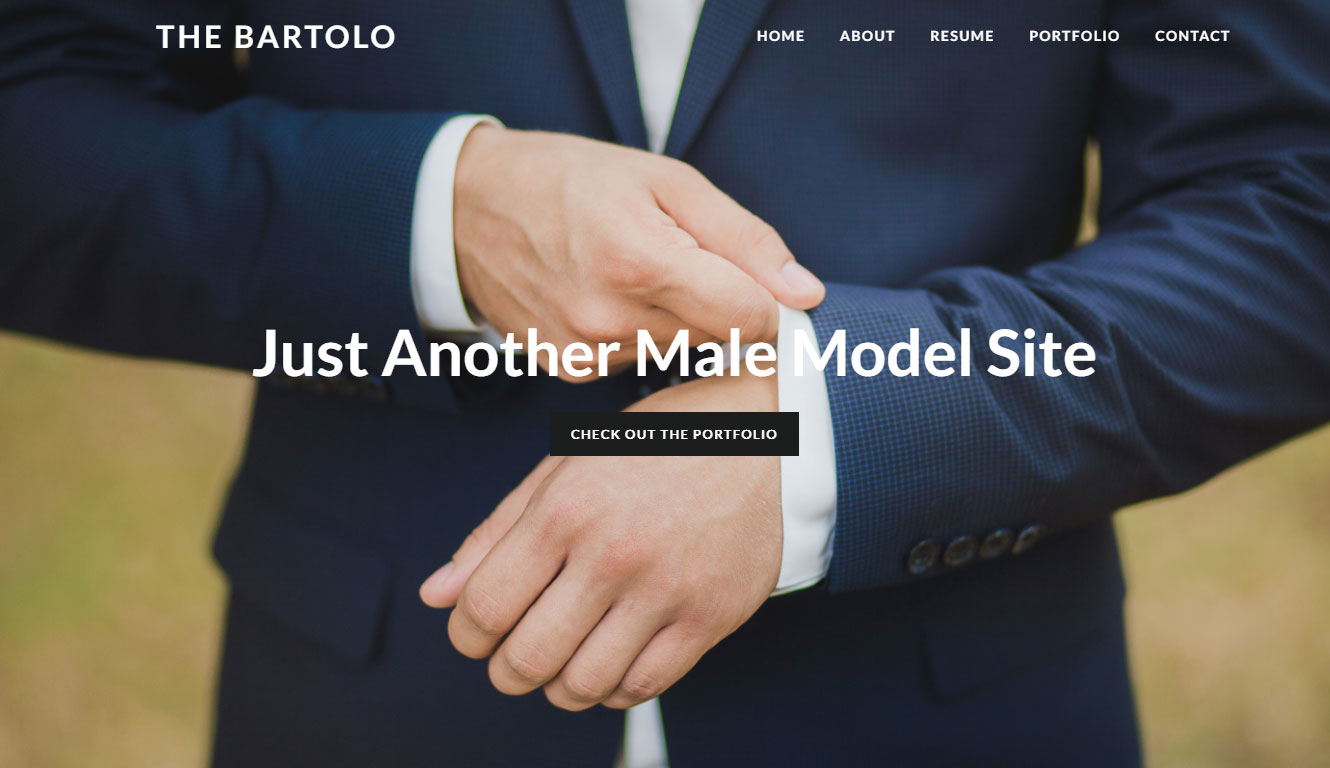 THE BARTOLO
HOME ABOUT RESUME PORTFOLIO CONTACT
Just Another Male Model Site
CHECK OUT THE PORTFOLIO